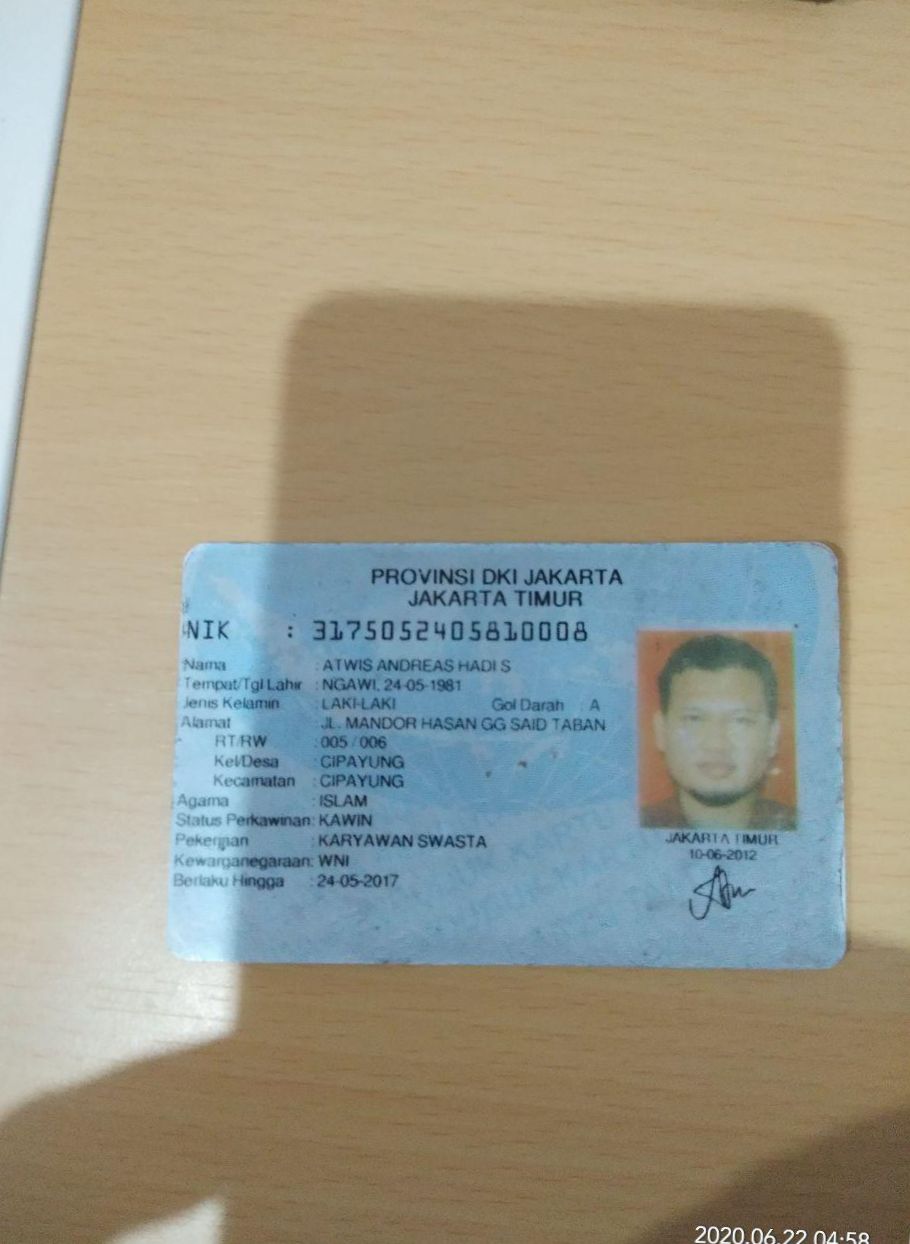 PROVINSI DKI JAKARTA
JAKARTA TIMUR
NIK : 3175052405810008
Nama : ATWIS ANDREAS HADI S
Tempat/Tgl Lahir : NGAWI, 24-05-1981
Jenis Kelamin : LAKI-LAKI Gol Darah : A
Alamat : JL. MANDOR HASAN GG SAID TABAN
RT/RW : 005 / 006
Kel/Desa : CIPAYUNG
Kecamatan : CIPAYUNG
Agama : ISLAM
Status Perkawinan : KAWIN
Pekerjaan : KARYAWAN SWASTA
Kewarganegaraan : WNI
Berlaku Hingga : 24-05-2017
JAKARTA TIMUR
10-06-2012
2020.06.22 04:58